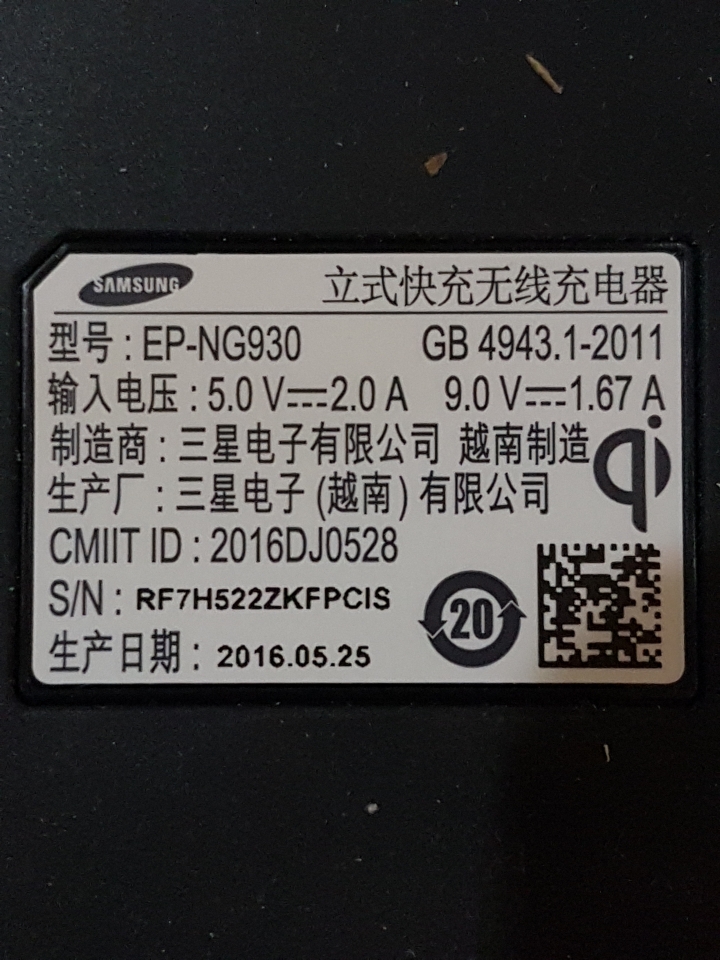 SAMSUNG 立式快充无线充电器
型号 : EP-NG930 GB 4943.1-2011
输入电压 : 5.0 V⎓2.0 A 9.0 V⎓1.67 A
制造商 : 三星电子有限公司 越南制造
生产厂 : 三星电子 (越南) 有限公司
qi
CMIIT ID : 2016DJ0528
S/N : RF7H522ZKFPCIS
20
生产日期 : 2016.05.25